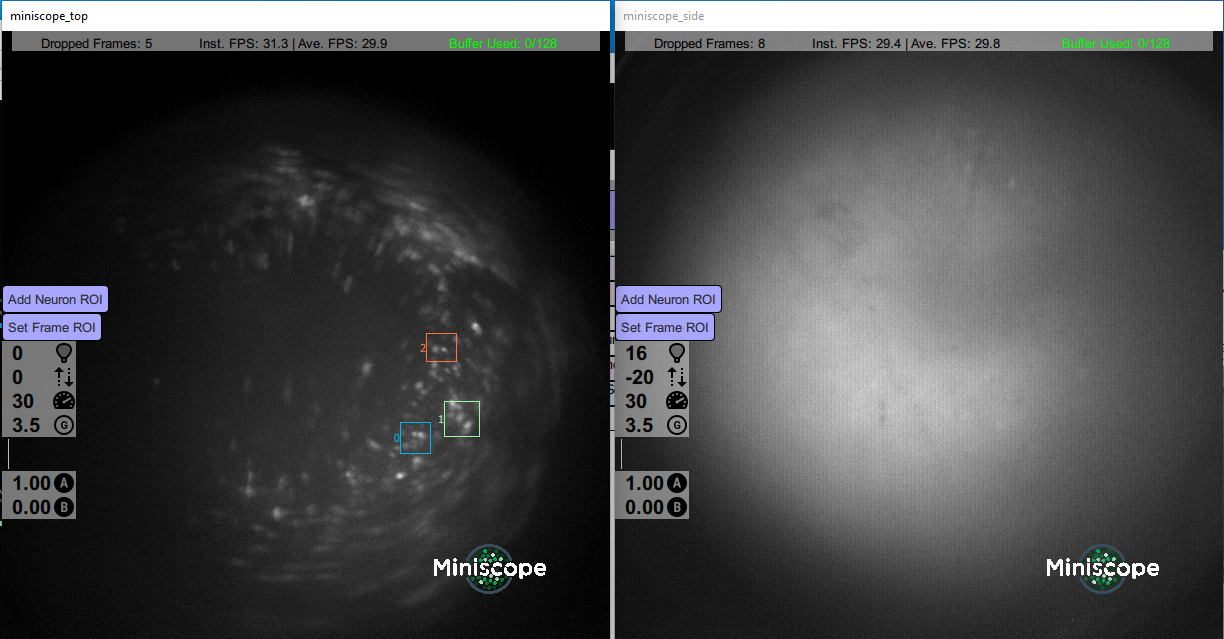 miniscope_top
Dropped Frames: 5 Inst. FPS: 31.3 | Ave. FPS: 29.9 Buffer Used: 0/128
Add Neuron ROI
Set Frame ROI
0
0
30
3.5 G
1.00 A
0.00 B
2
1
0
Miniscope
miniscope_side
Dropped Frames: 8 Inst. FPS: 29.4 | Ave. FPS: 29.8 Buffer Used: 0/128
Add Neuron ROI
Set Frame ROI
16
-20
30
3.5 G
1.00 A
0.00 B
Miniscope